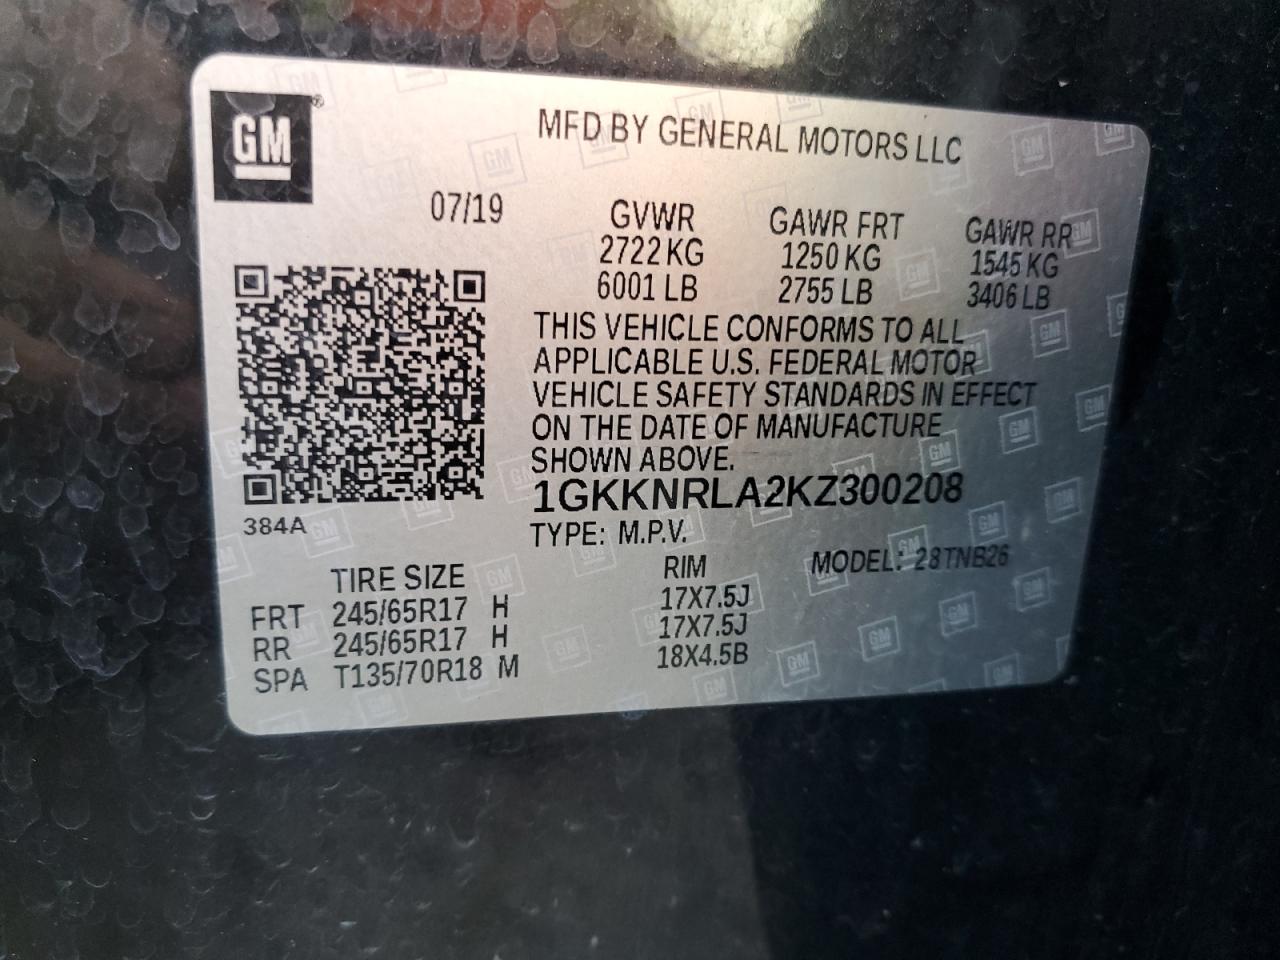 GM®
MFD BY GENERAL MOTORS LLC
07/19
GVWR GAWR FRT GAWR RR
2722 KG 1250 KG 1545 KG
6001 LB 2755 LB 3406 LB
THIS VEHICLE CONFORMS TO ALL
APPLICABLE U.S. FEDERAL MOTOR
VEHICLE SAFETY STANDARDS IN EFFECT
ON THE DATE OF MANUFACTURE
SHOWN ABOVE.
1GKKNRLA2KZ300208
384A
TYPE: M.P.V.
MODEL: 28TNB26
TIRE SIZE RIM
FRT 245/65R17 H 17X7.5J
RR 245/65R17 H 17X7.5J
SPA T135/70R18 M 18X4.5B